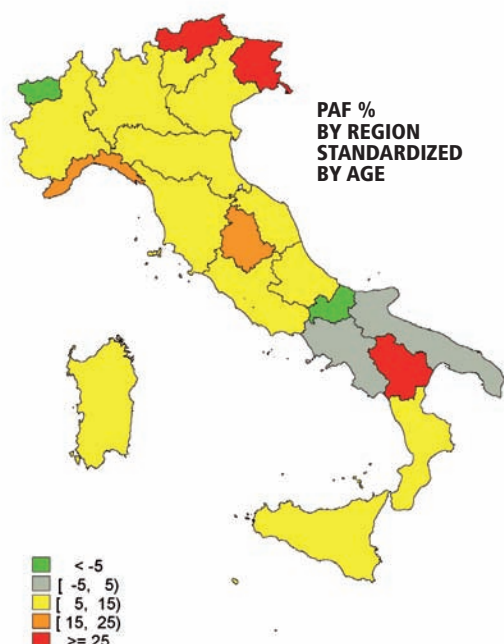 PAF %
BY REGION
STANDARDIZED
BY AGE
< -5
[ -5, 5)
[ 5, 15)
[ 15, 25)
>= 25